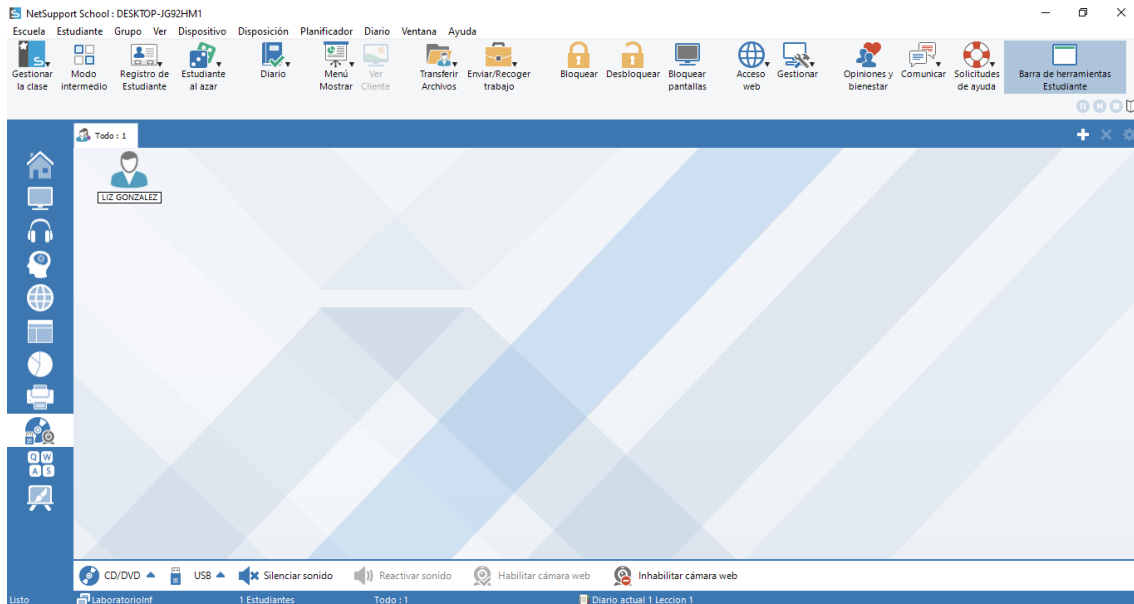 NetSupport School : DESKTOP-JG92HM1
Escuela Estudiante Grupo Ver Dispositivo Disposición Planificador Diario Ventana Ayuda
Gestionar la clase
Modo intermedio
Registro de Estudiante
Estudiante al azar
Diario
Menú Mostrar
Ver Cliente
Transferir Archivos
Enviar/Recoger trabajo
Bloquear
Desbloquear
Bloquear pantallas
Acceso web
Gestionar
Opiniones y bienestar
Comunicar
Solicitudes de ayuda
Barra de herramientas Estudiante
Todo : 1
LIZ GONZALEZ
Q W
A S
CD/DVD USB Silenciar sonido Reactivar sonido Habilitar cámara web Inhabilitar cámara web
Listo LaboratorioInf 1 Estudiantes Todo : 1 Diario actual 1 Leccion 1